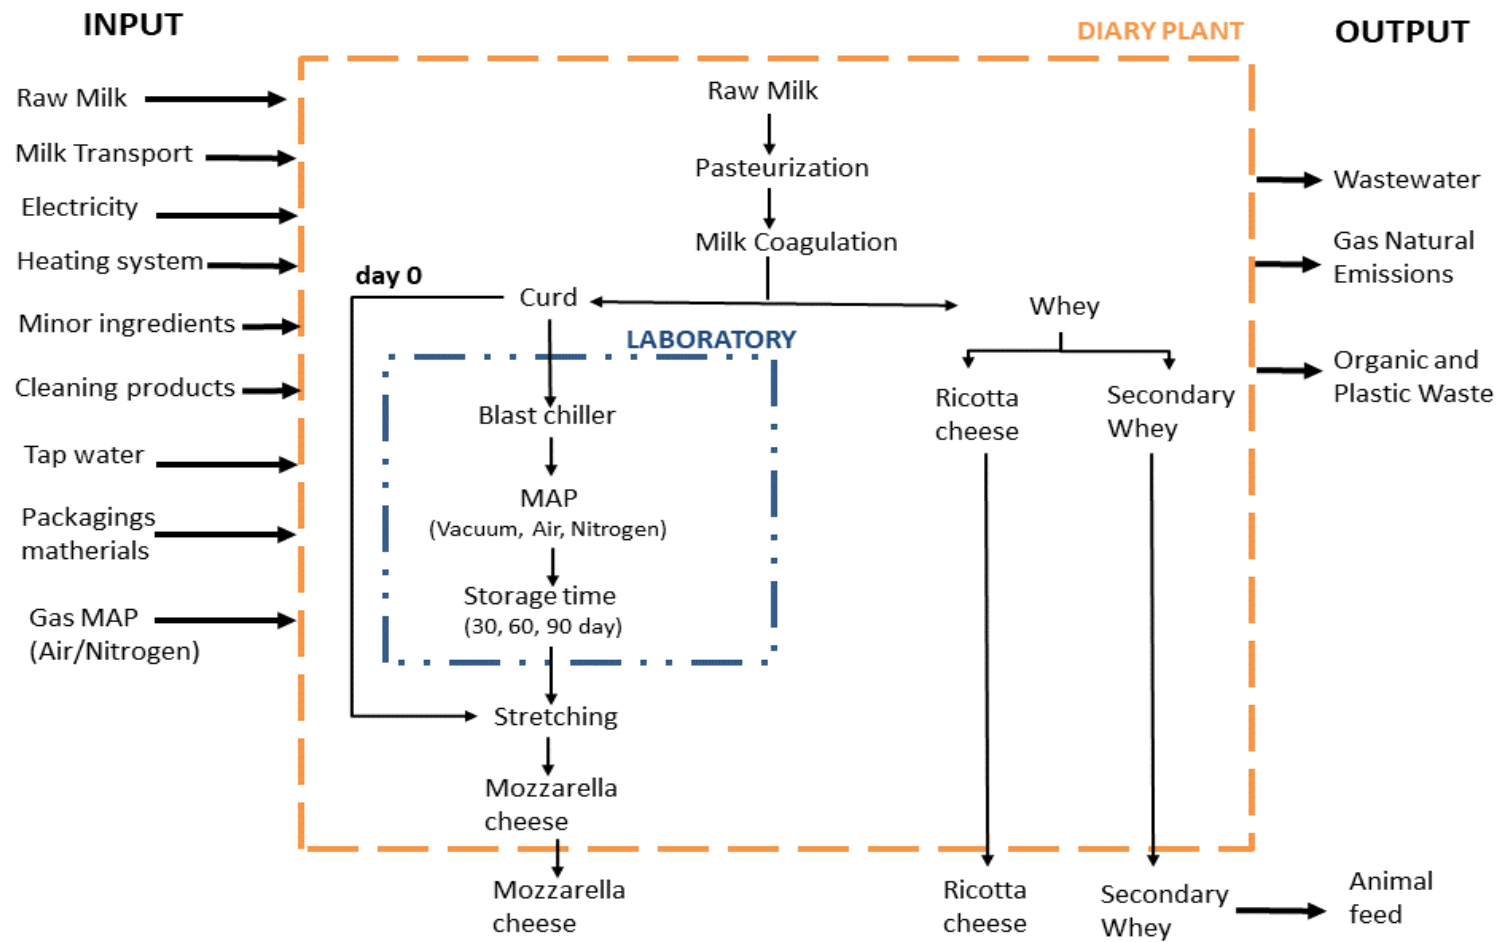 INPUT
DIARY PLANT
OUTPUT
Raw Milk
Milk Transport
Electricity
Heating system
Minor ingredients
Cleaning products
Tap water
Packagings
matherials
Gas MAP
(Air/Nitrogen)
Raw Milk
Pasteurization
Milk Coagulation
day 0
Curd
Whey
LABORATORY
Blast chiller
MAP
(Vacuum, Air, Nitrogen)
Storage time
(30, 60, 90 day)
Stretching
Mozzarella
cheese
Ricotta
cheese
Secondary
Whey
Mozzarella
cheese
Ricotta
cheese
Secondary
Whey
Wastewater
Gas Natural
Emissions
Organic and
Plastic Waste
Animal
feed